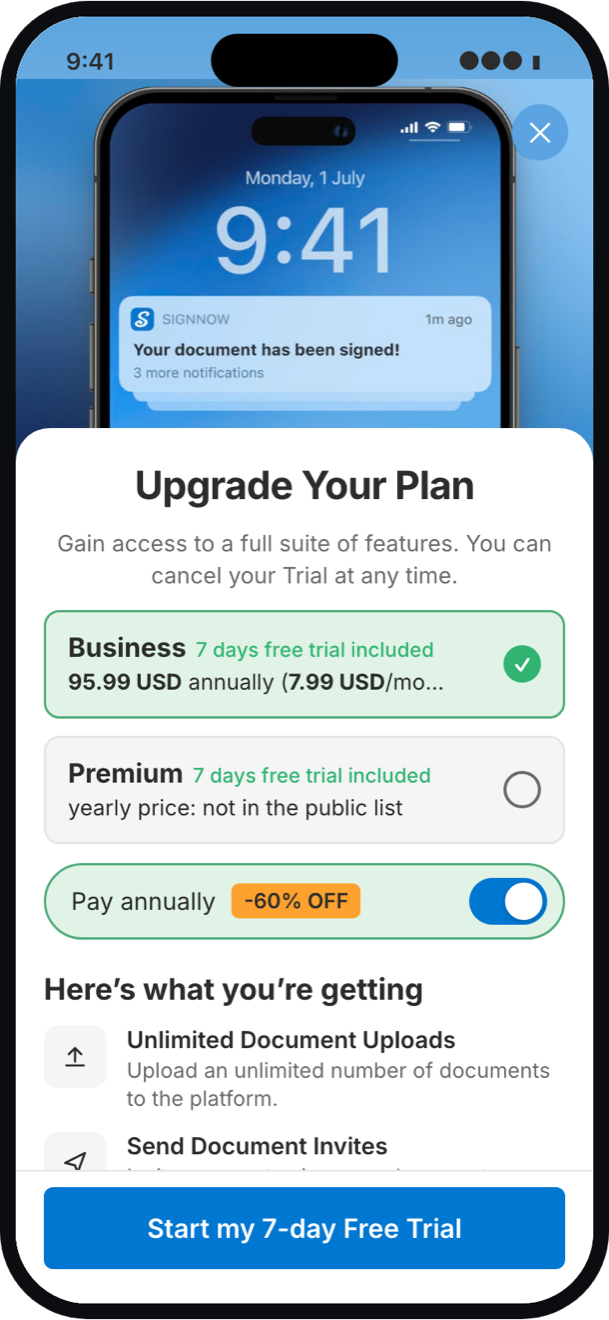 9:41
Monday, 1 July
9:41
SIGNNOW 1m ago
Your document has been signed!
3 more notifications
Upgrade Your Plan
Gain access to a full suite of features. You can
cancel your Trial at any time.
Business 7 days free trial included
95.99 USD annually (7.99 USD/mo...
Premium 7 days free trial included
yearly price: not in the public list
Pay annually -60% OFF
Here’s what you’re getting
Unlimited Document Uploads
Upload an unlimited number of documents
to the platform.
Send Document Invites
Start my 7-day Free Trial